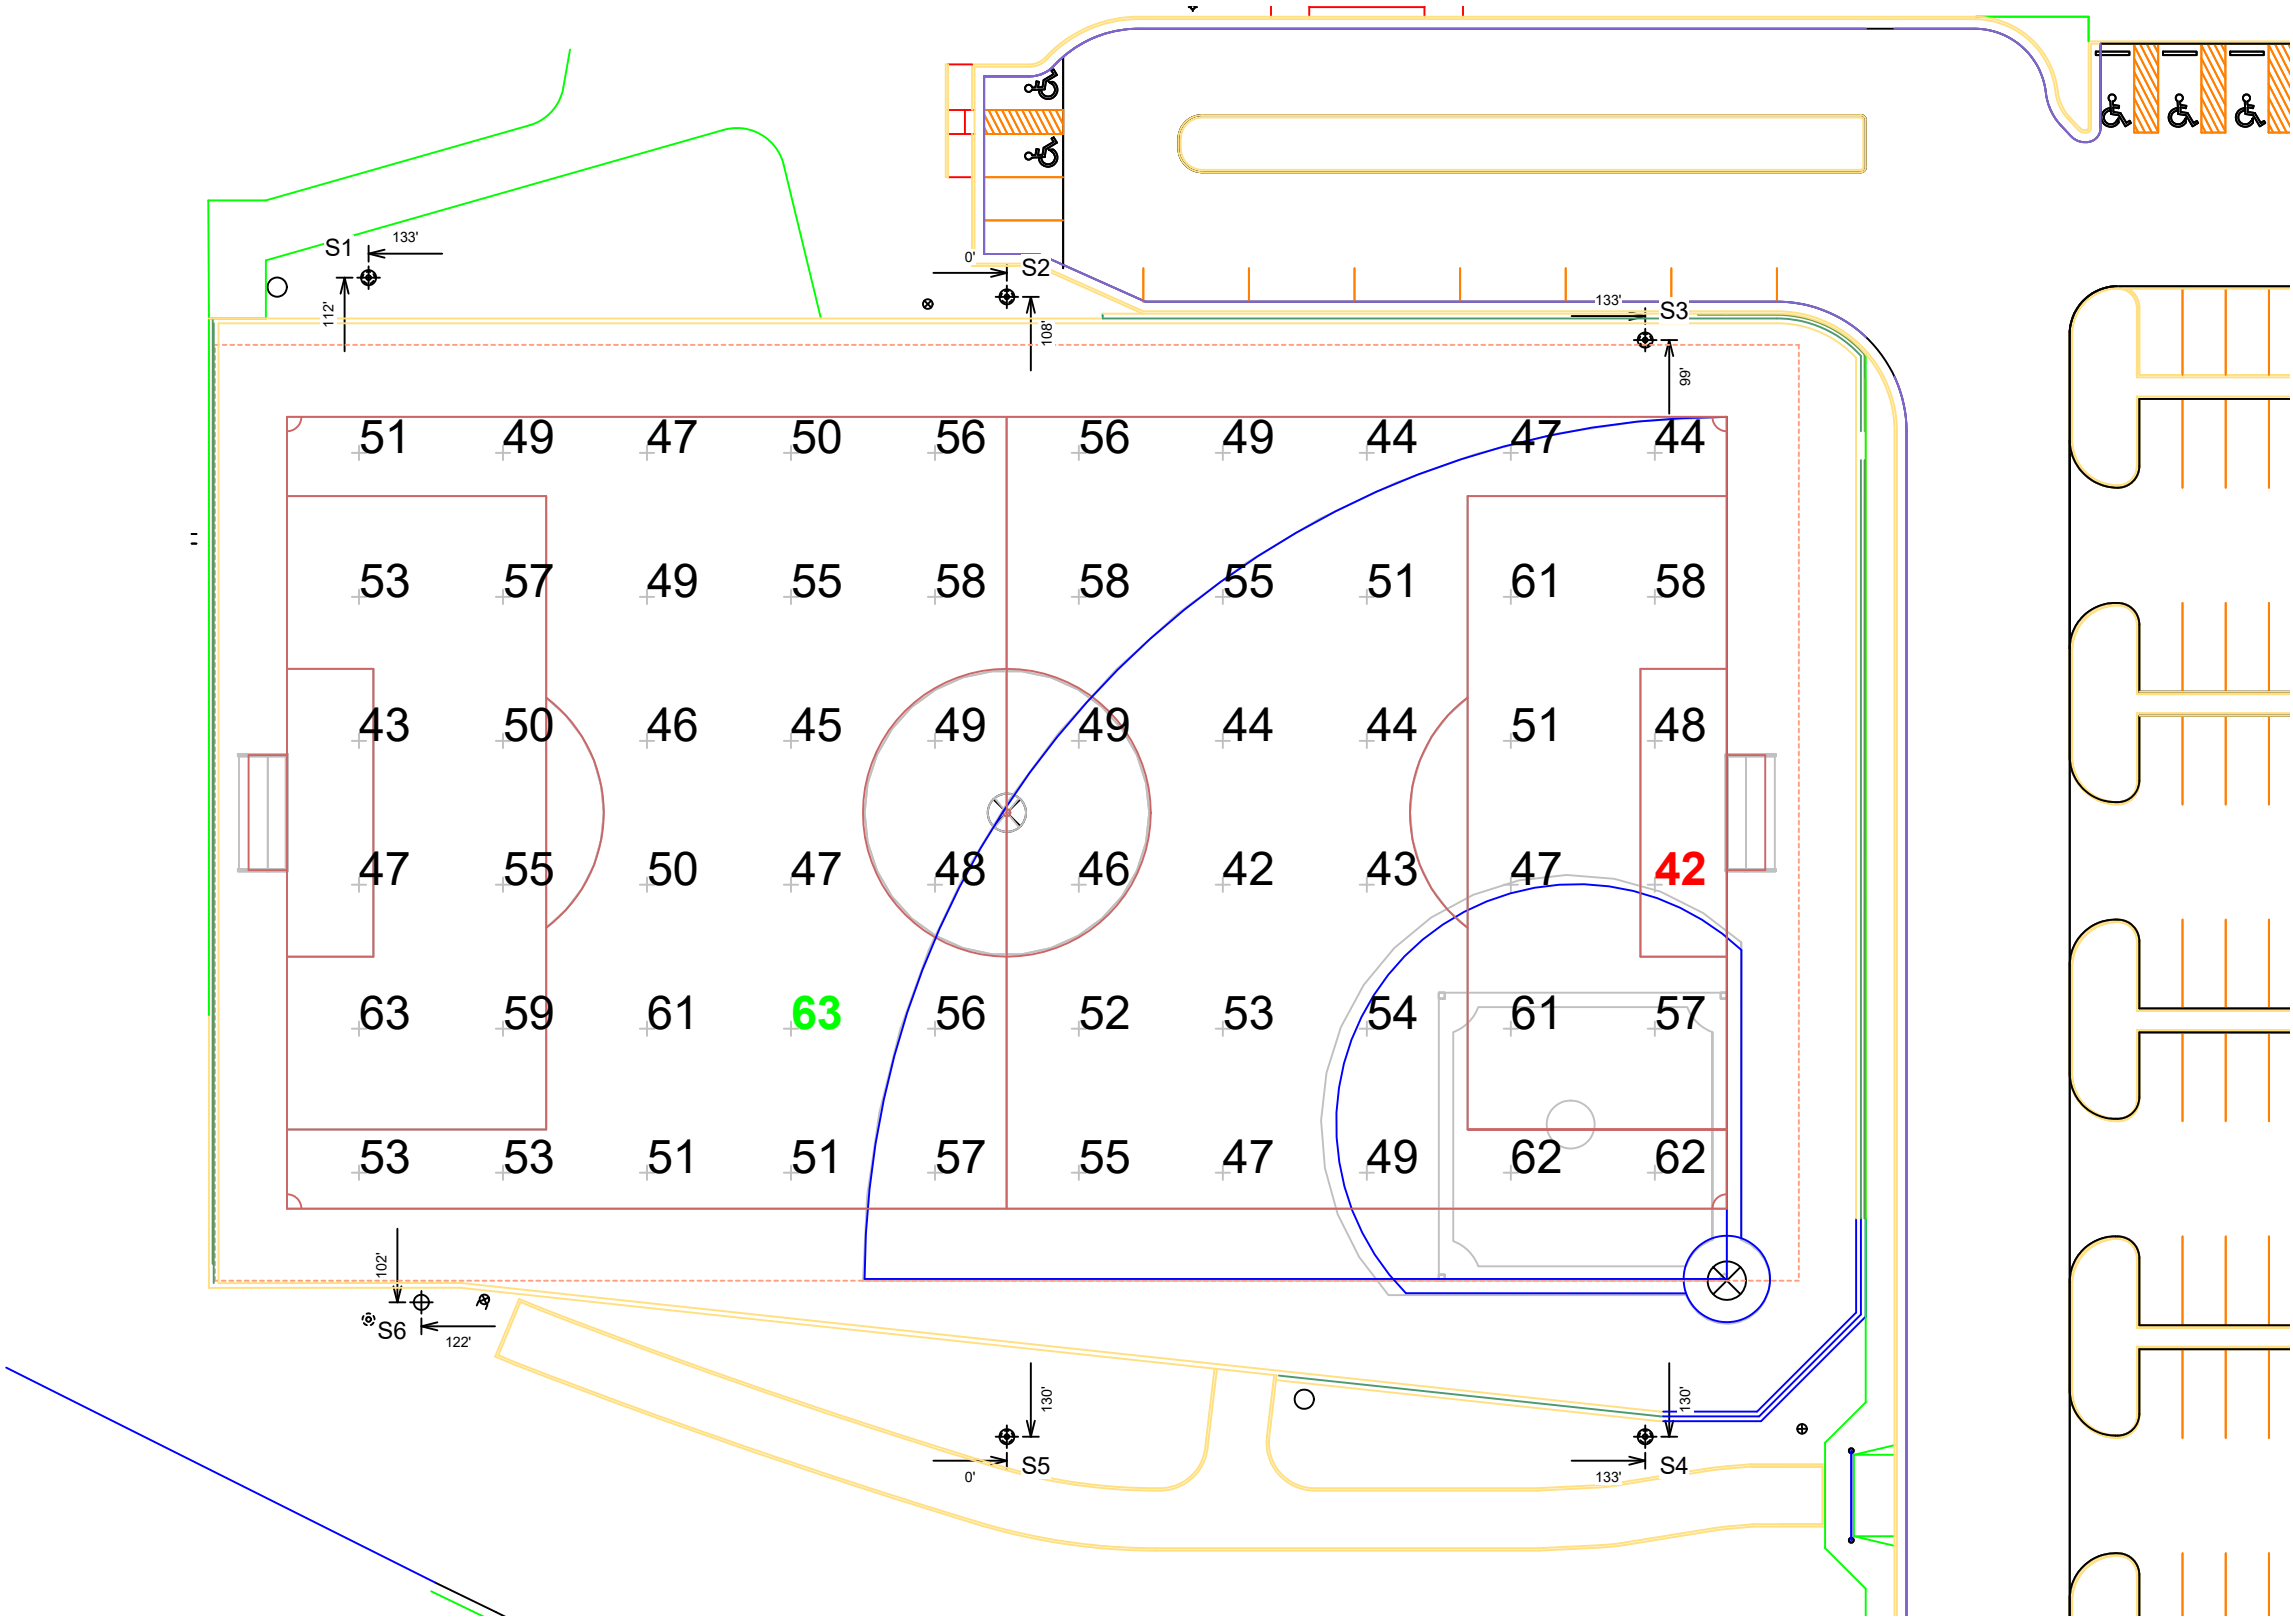 S1 133'
112'
0' S2
108'
133' S3
99'
51 49 47 50 56 56 49 44 47 44
53 57 49 55 58 58 55 51 61 58
43 50 46 45 49 49 44 44 51 48
47 55 50 47 48 46 42 43 47 42
63 59 61 63 56 52 53 54 61 57
53 53 51 51 57 55 47 49 62 62
102'
S6 122'
130' 130'
0' S5 133' S4